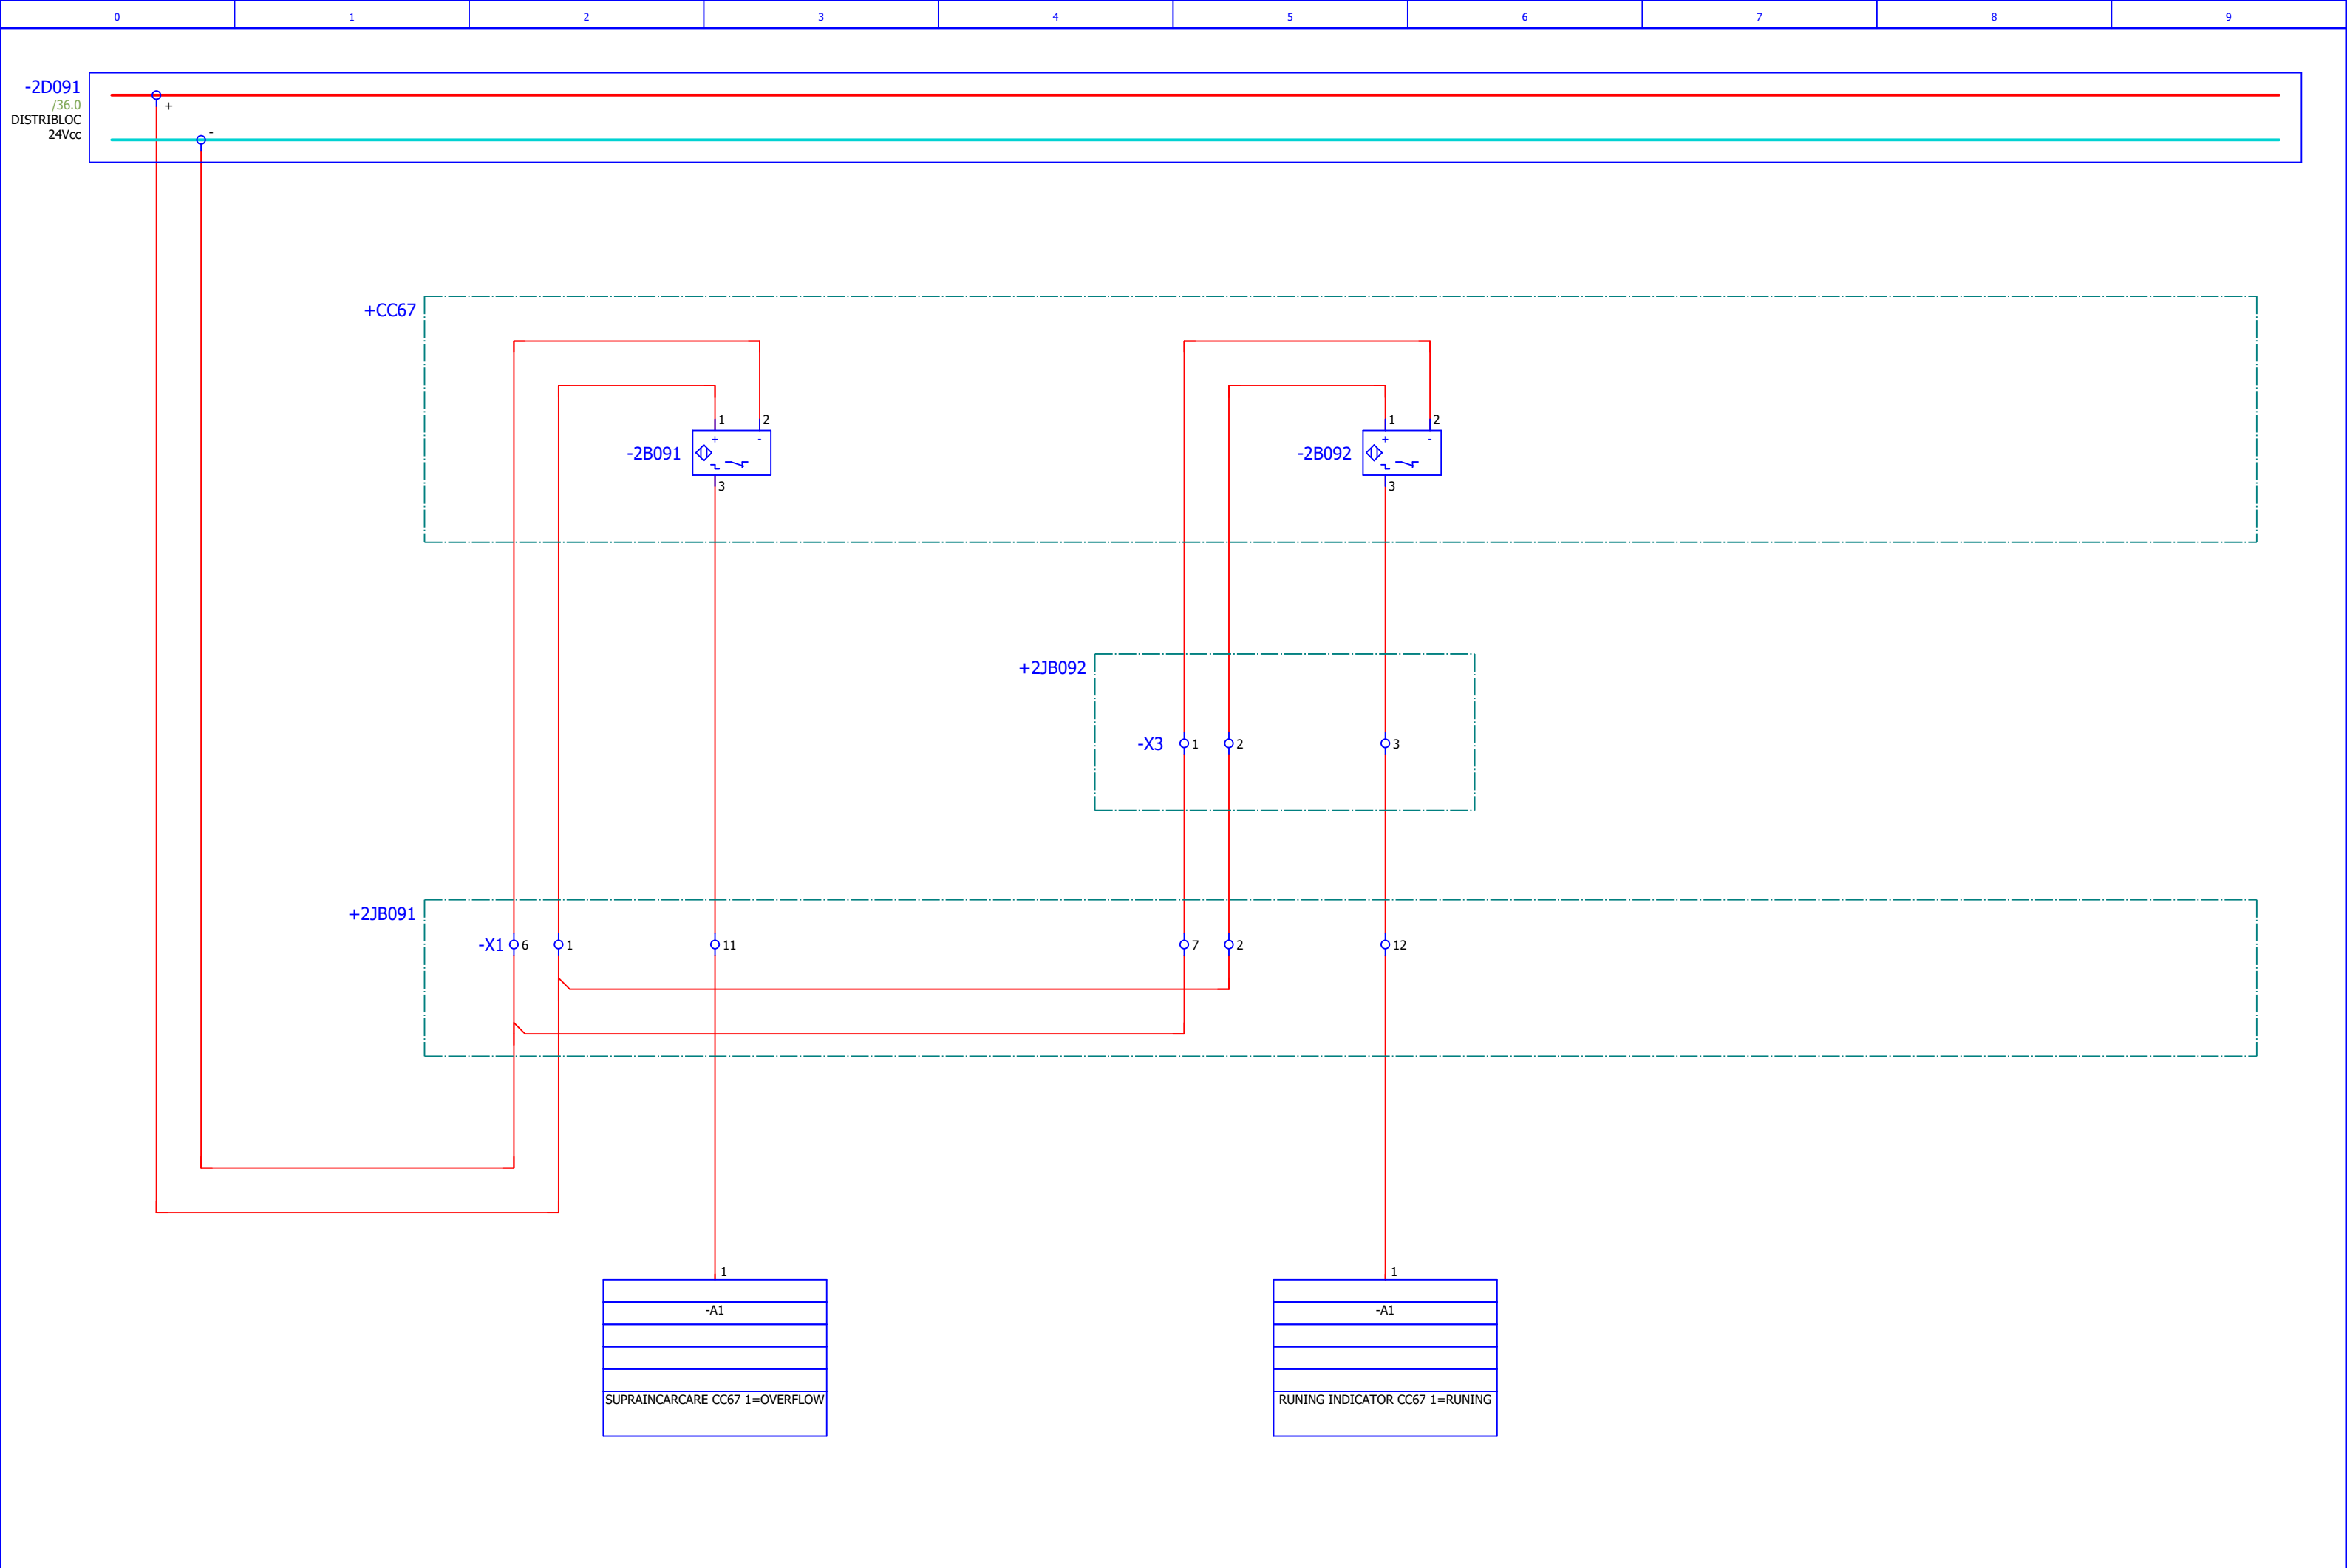 0 1 2 3 4 5 6 7 8 9
-2D091
/36.0
DISTRIBLOC
24Vcc
+
-
+CC67
1 2
+ -
-2B091
3
1 2
+ -
-2B092
3
+2JB092
-X3 1 2 3
+2JB091
-X1 6 1 11 7 2 12
1
-A1
SUPRAINCARCARE CC67 1=OVERFLOW
1
-A1
RUNING INDICATOR CC67 1=RUNING